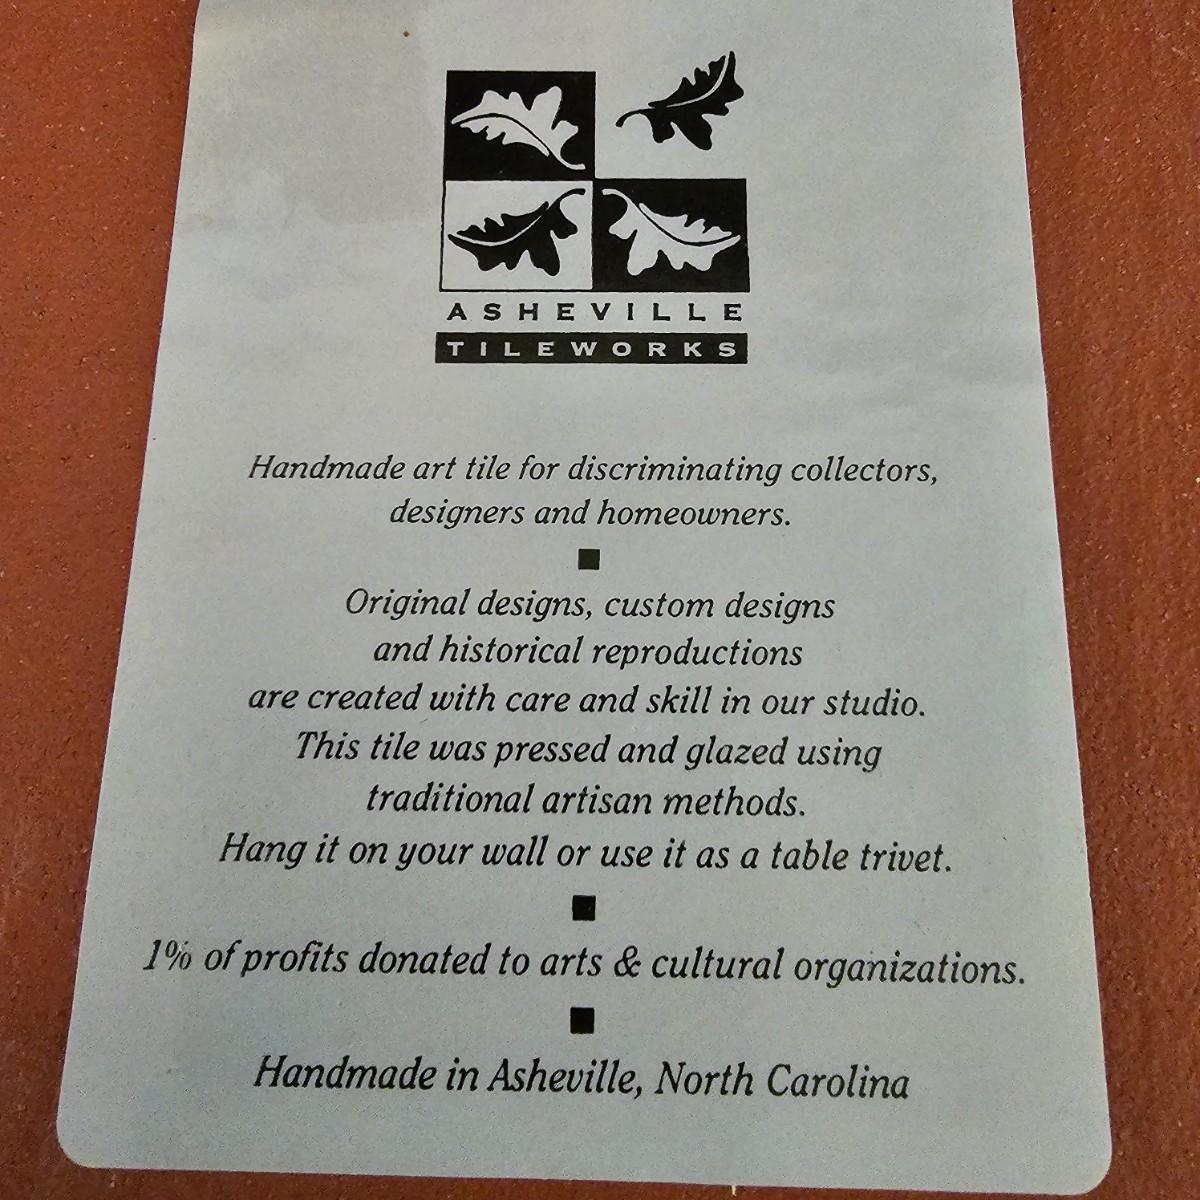 ASHEVILLE
TILEWORKS
Handmade art tile for discriminating collectors,
designers and homeowners.
Original designs, custom designs
and historical reproductions
are created with care and skill in our studio.
This tile was pressed and glazed using
traditional artisan methods.
Hang it on your wall or use it as a table trivet.
1% of profits donated to arts & cultural organizations.
Handmade in Asheville, North Carolina